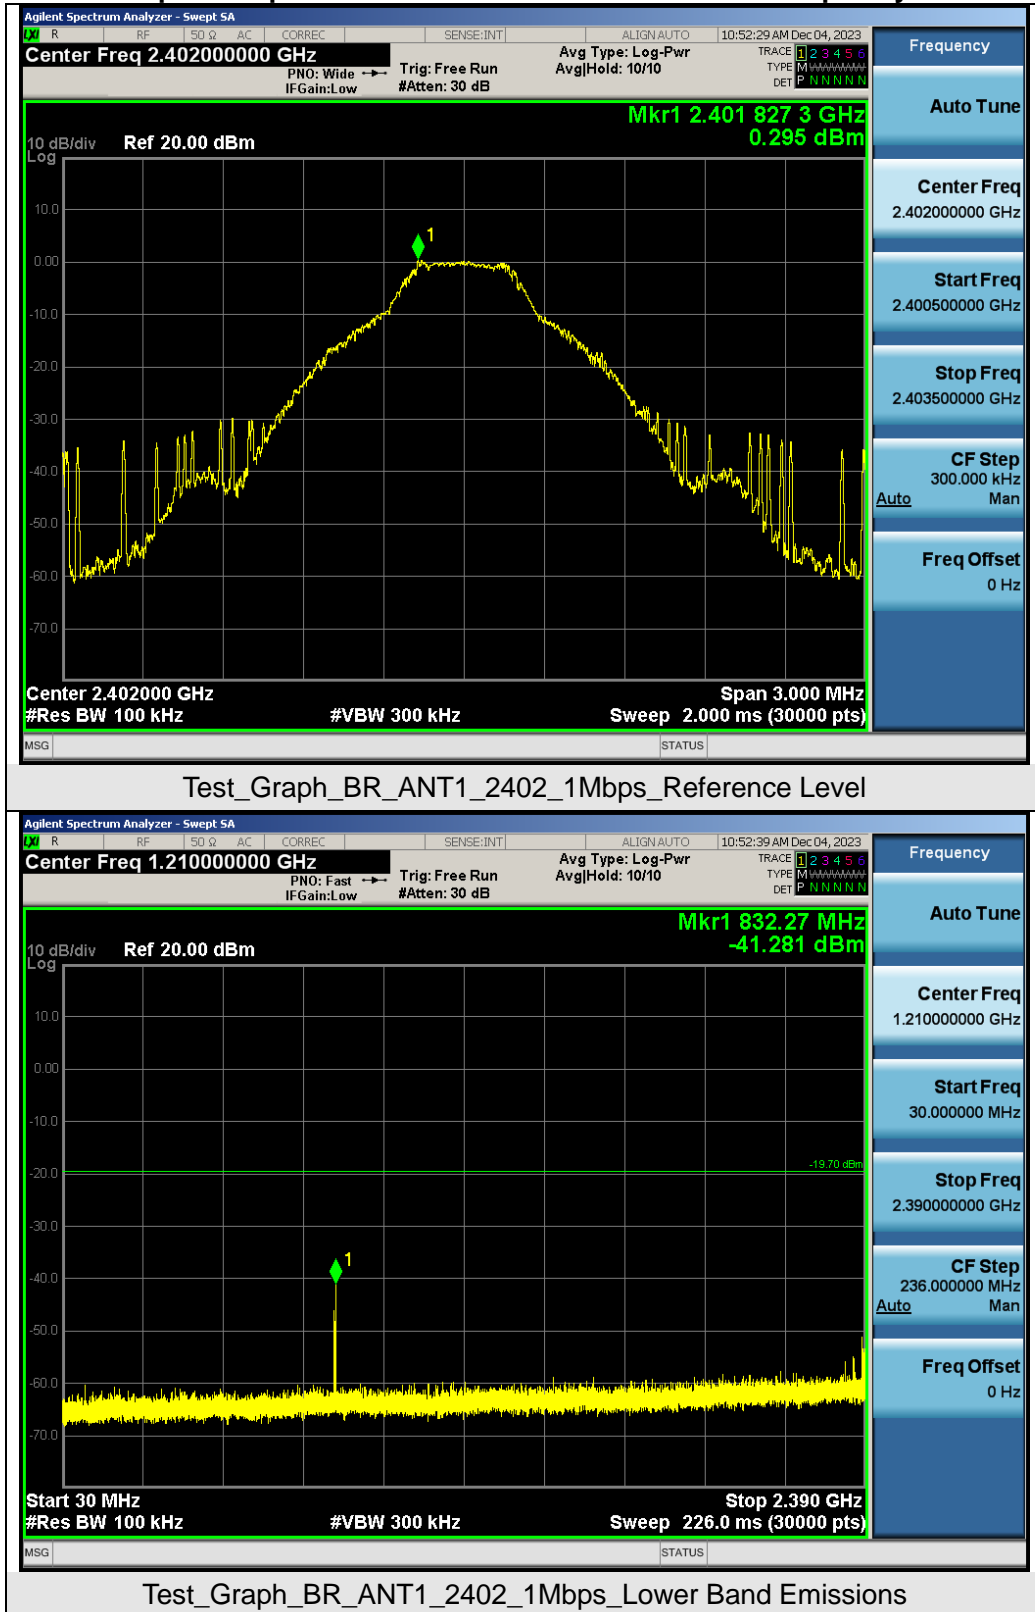 Agilent Spectrum Analyzer - Swept SA
LXI R RF 50 Ω AC CORREC SENSE:INT ALIGN AUTO 10:52:29 AM Dec 04, 2023
Center Freq 2.402000000 GHz
PNO: Wide
IFGain:Low
Trig: Free Run
#Atten: 30 dB
Avg Type: Log-Pwr
Avg|Hold: 10/10
TRACE 1 2 3 4 5 6
TYPE M W W W W W
DET P N N N N N
Frequency
Auto Tune
Center Freq
2.402000000 GHz
Start Freq
2.400500000 GHz
Stop Freq
2.403500000 GHz
CF Step
300.000 kHz
Auto Man
Freq Offset
0 Hz
Mkr1 2.401 827 3 GHz
0.295 dBm
10 dB/div Ref 20.00 dBm
Log
10.0
1
0.00
-10.0
-20.0
-30.0
-40.0
-50.0
-60.0
-70.0
Center 2.402000 GHz Span 3.000 MHz
#Res BW 100 kHz #VBW 300 kHz Sweep 2.000 ms (30000 pts)
MSG STATUS
Test_Graph_BR_ANT1_2402_1Mbps_Reference Level
Agilent Spectrum Analyzer - Swept SA
LXI R RF 50 Ω AC CORREC SENSE:INT ALIGN AUTO 10:52:39 AM Dec 04, 2023
Center Freq 1.210000000 GHz
PNO: Fast
IFGain:Low
Trig: Free Run
#Atten: 30 dB
Avg Type: Log-Pwr
Avg|Hold: 10/10
TRACE 1 2 3 4 5 6
TYPE M W W W W W
DET P N N N N N
Frequency
Auto Tune
Center Freq
1.210000000 GHz
Start Freq
30.000000 MHz
Stop Freq
2.390000000 GHz
CF Step
236.000000 MHz
Auto Man
Freq Offset
0 Hz
Mkr1 832.27 MHz
-41.281 dBm
10 dB/div Ref 20.00 dBm
Log
10.0
0.00
-10.0
-19.70 dBm
-20.0
-30.0
1
-40.0
-50.0
-60.0
-70.0
Start 30 MHz Stop 2.390 GHz
#Res BW 100 kHz #VBW 300 kHz Sweep 226.0 ms (30000 pts)
MSG STATUS
Test_Graph_BR_ANT1_2402_1Mbps_Lower Band Emissions